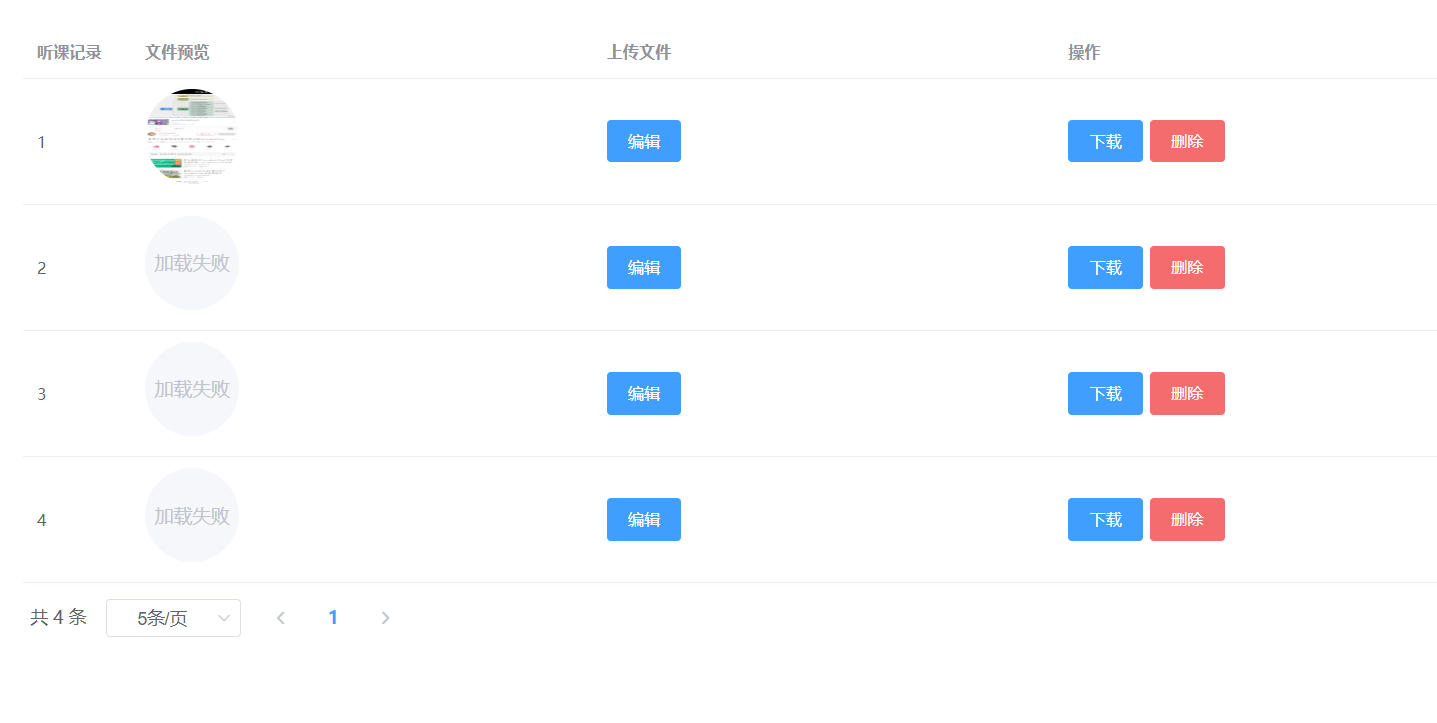 听课记录 文件预览 上传文件 操作
1 编辑 下载 删除
2 加载失败 编辑 下载 删除
3 加载失败 编辑 下载 删除
4 加载失败 编辑 下载 删除
共 4 条 5条/页 1